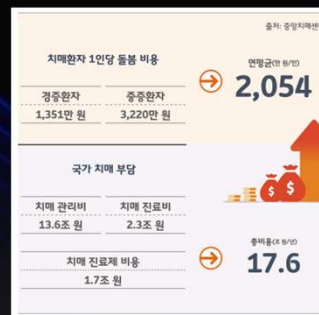 출처: 중앙치매센
치매환자 1인당 돌봄 비용
연평균(만 원/년)
경증환자 중증환자
2,054
1,351만 원 3,220만 원
국가 치매 부담
치매 관리비 치매 진료비
13.6조 원 2.3조 원
총비용(조 원/년)
치매 진료제 비용
17.6
1.7조 원